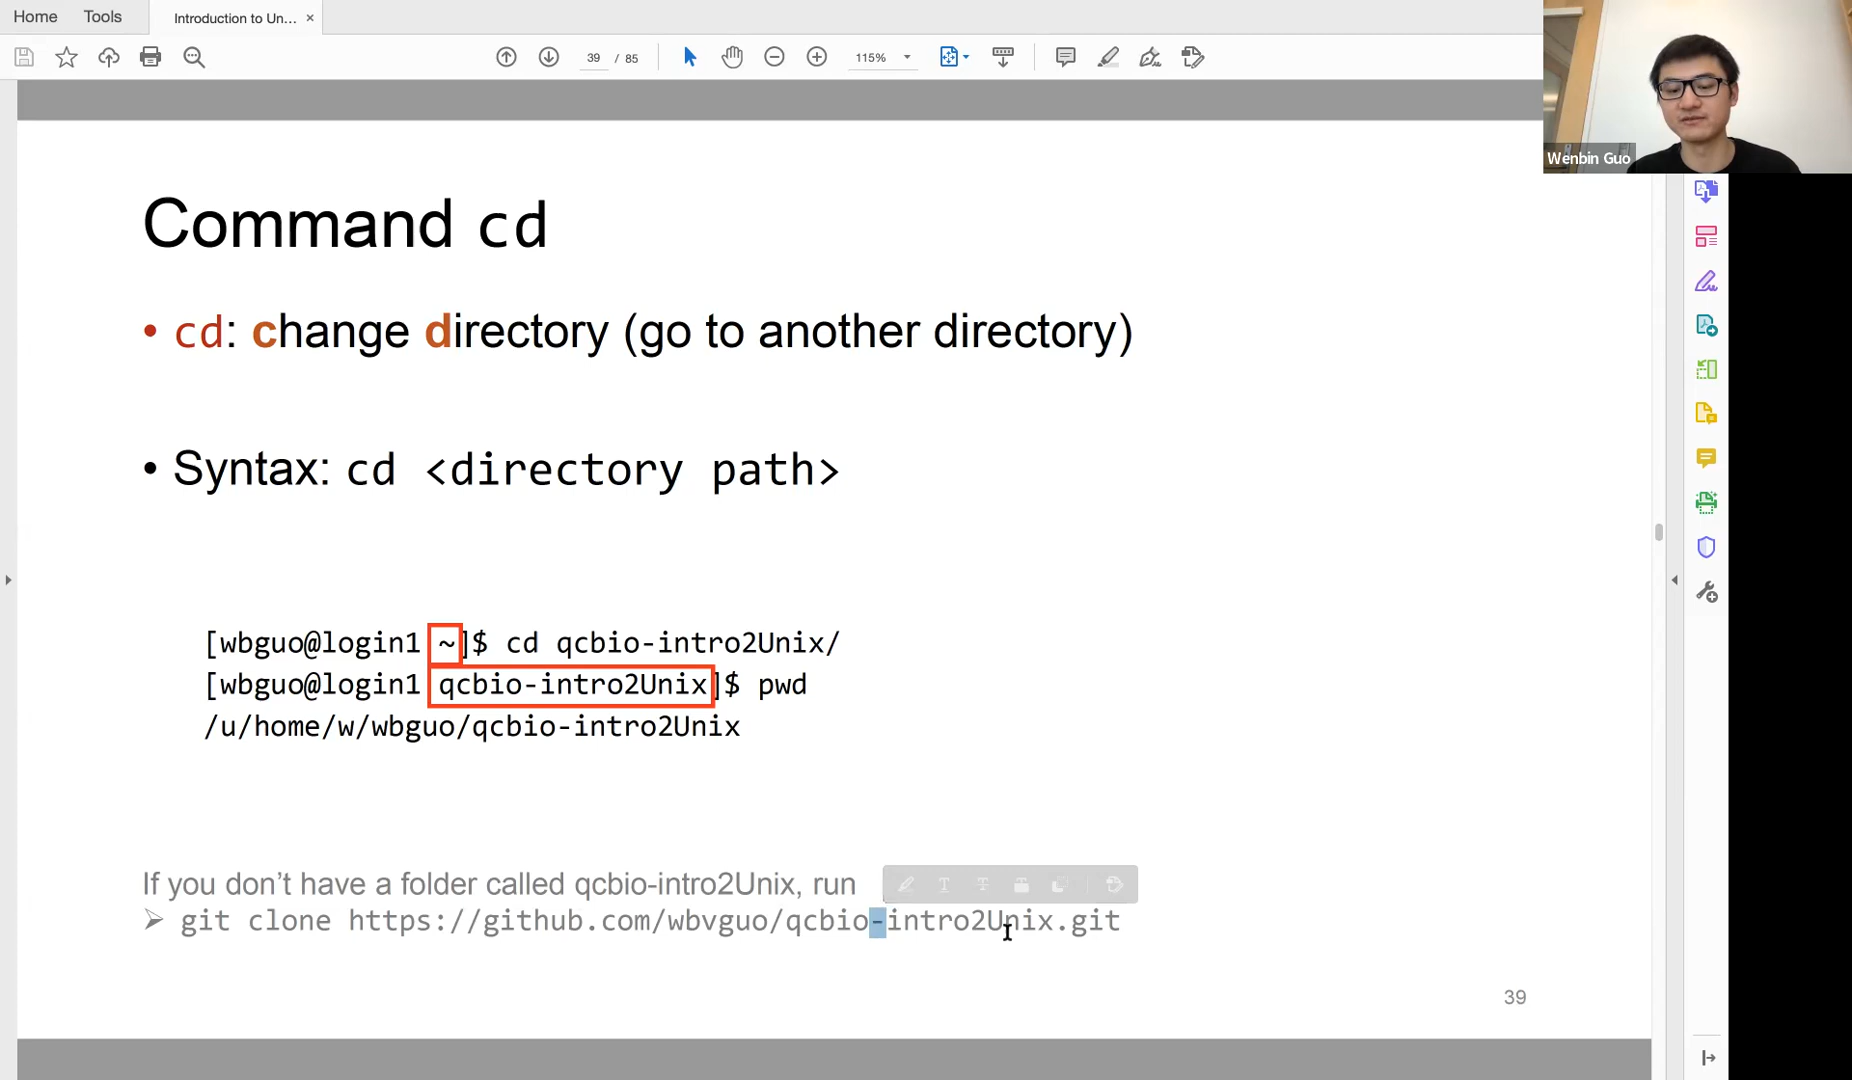 Home Tools Introduction to Un... ×
39 / 85 115%
Wenbin Guo
Command cd
• cd: change directory (go to another directory)
• Syntax: cd <directory path>
[wbguo@login1 ~]$ cd qcbio-intro2Unix/
[wbguo@login1 qcbio-intro2Unix]$ pwd
/u/home/w/wbguo/qcbio-intro2Unix
If you don't have a folder called qcbio-intro2Unix, run
➢ git clone https://github.com/wbvguo/qcbio-intro2Unix.git
39